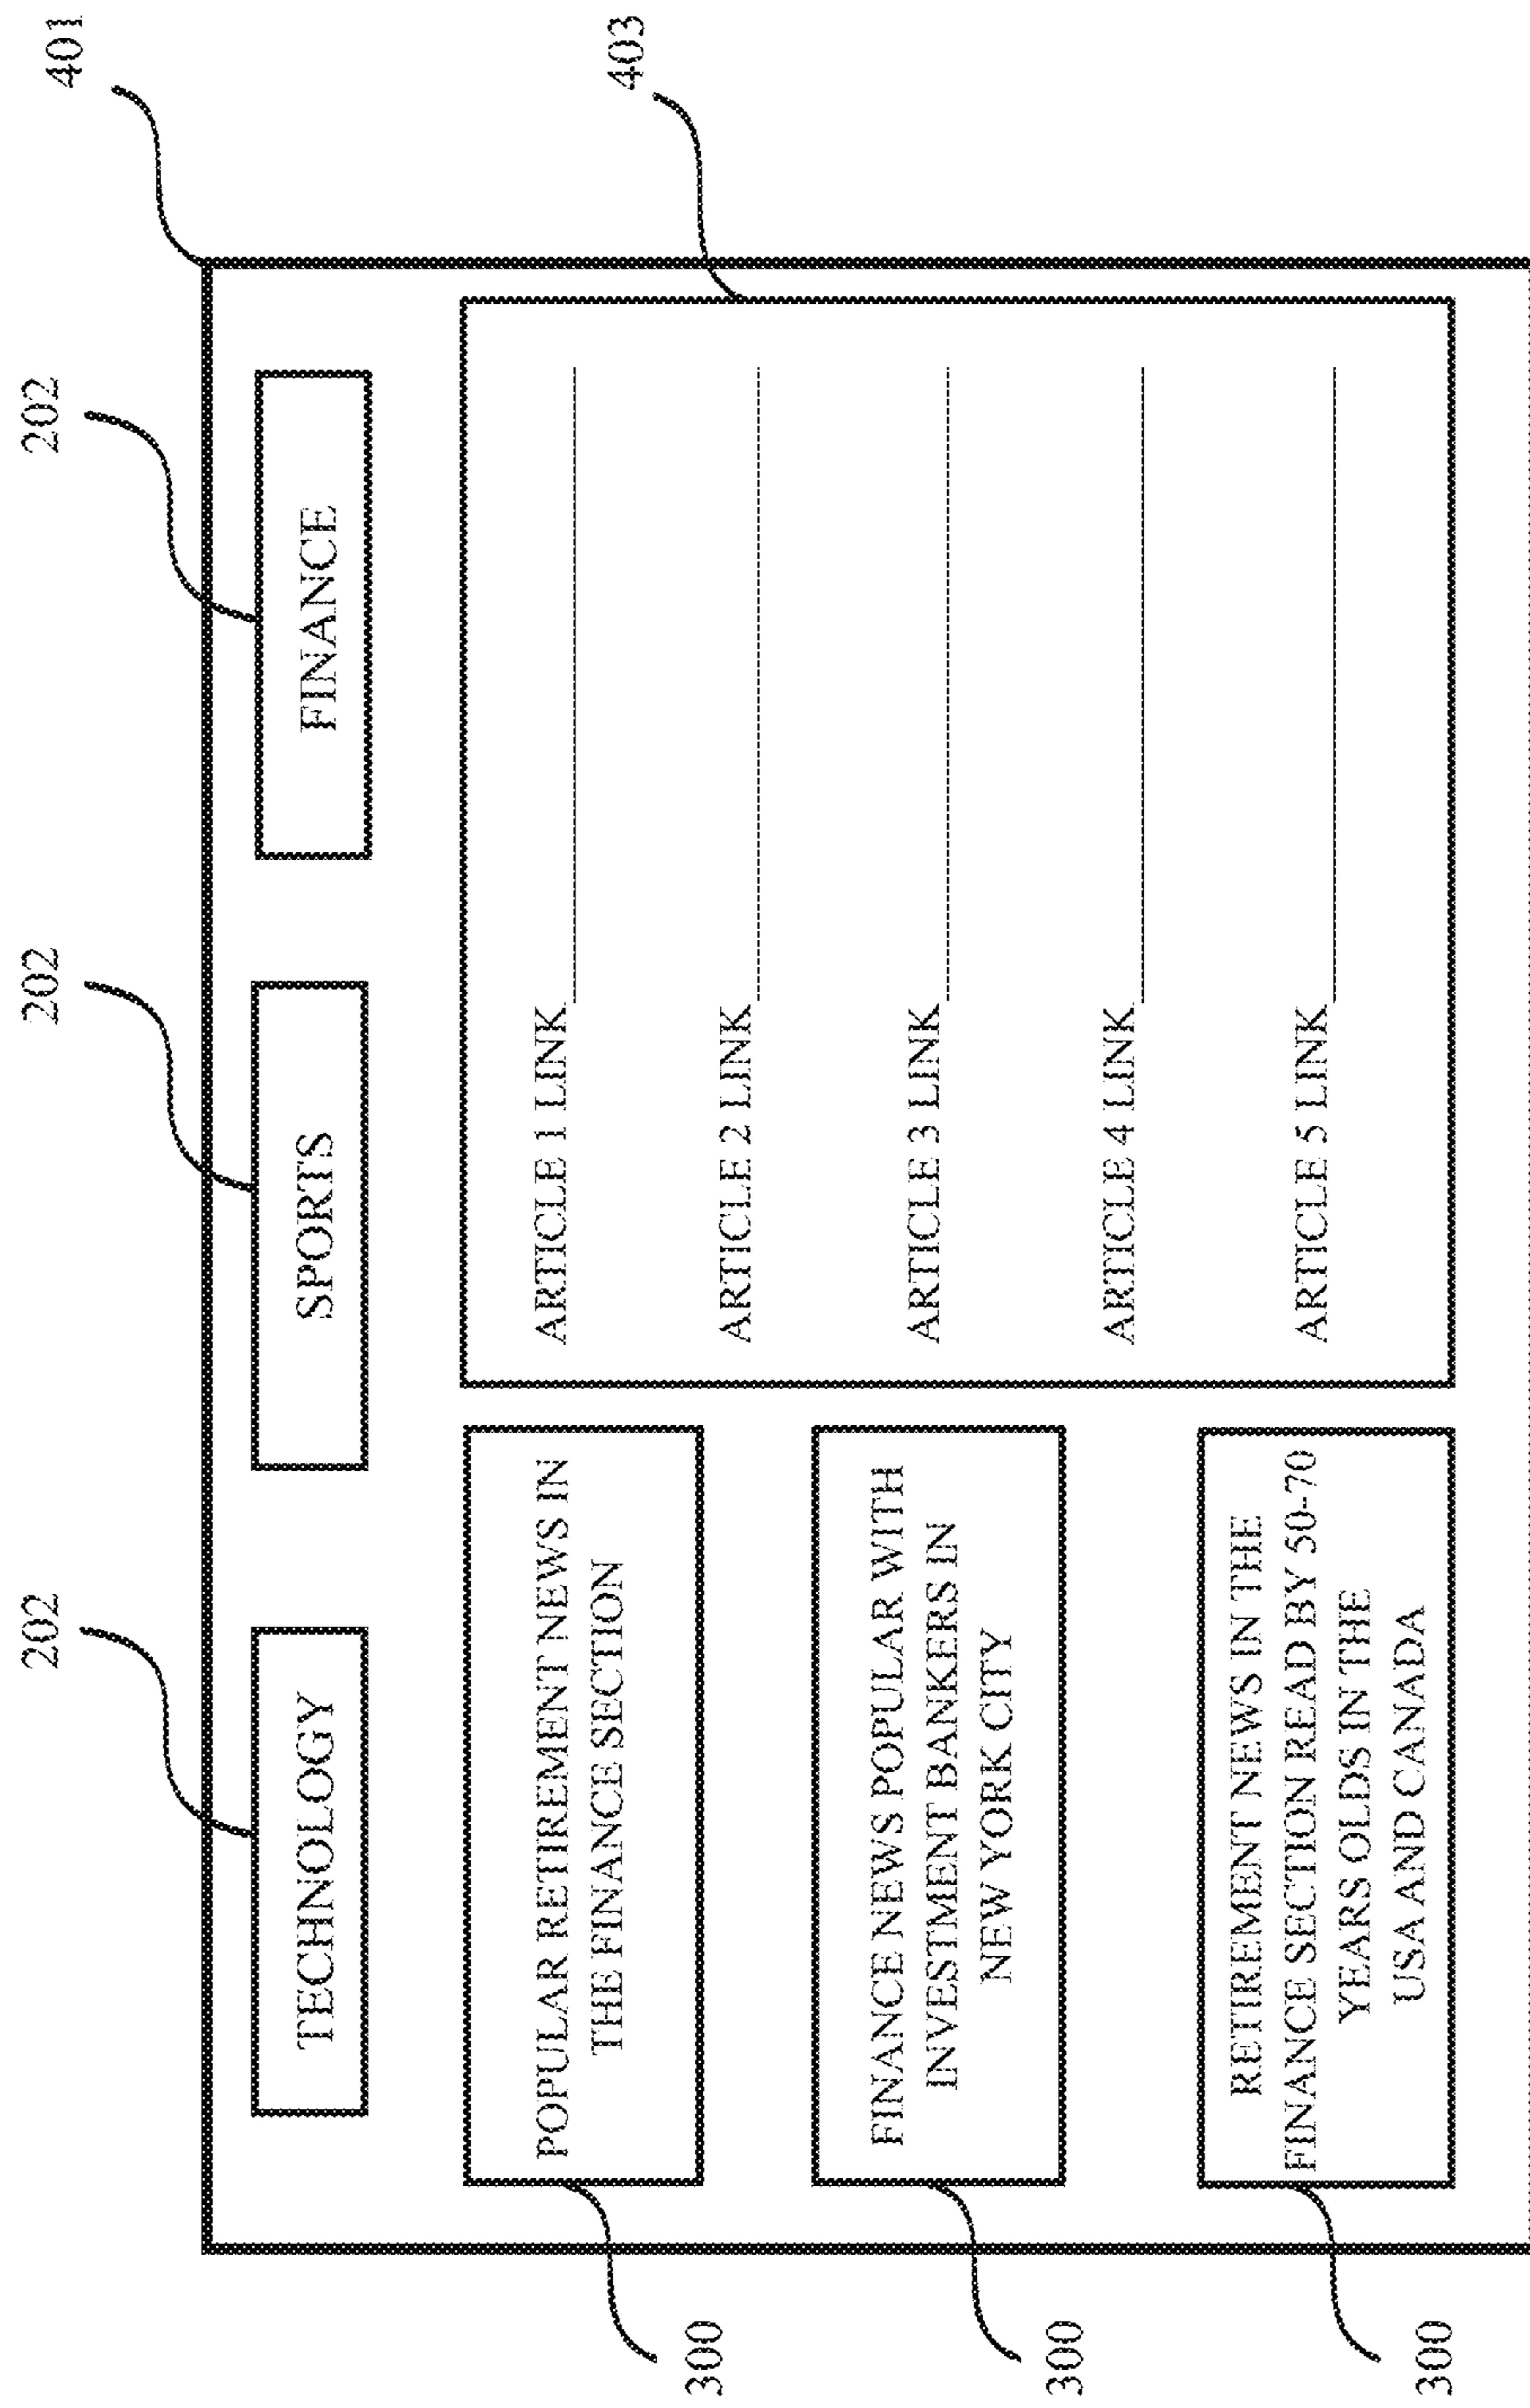 401
202
202
202
TECHNOLOGY
SPORTS
FINANCE
403
300
POPULAR RETIREMENT NEWS IN
THE FINANCE SECTION
300
FINANCE NEWS POPULAR WITH
INVESTMENT BANKERS IN
NEW YORK CITY
300
RETIREMENT NEWS IN THE
FINANCE SECTION READ BY 50-70
YEARS OLDS IN THE
USA AND CANADA
ARTICLE 1 LINK
ARTICLE 2 LINK
ARTICLE 3 LINK
ARTICLE 4 LINK
ARTICLE 5 LINK